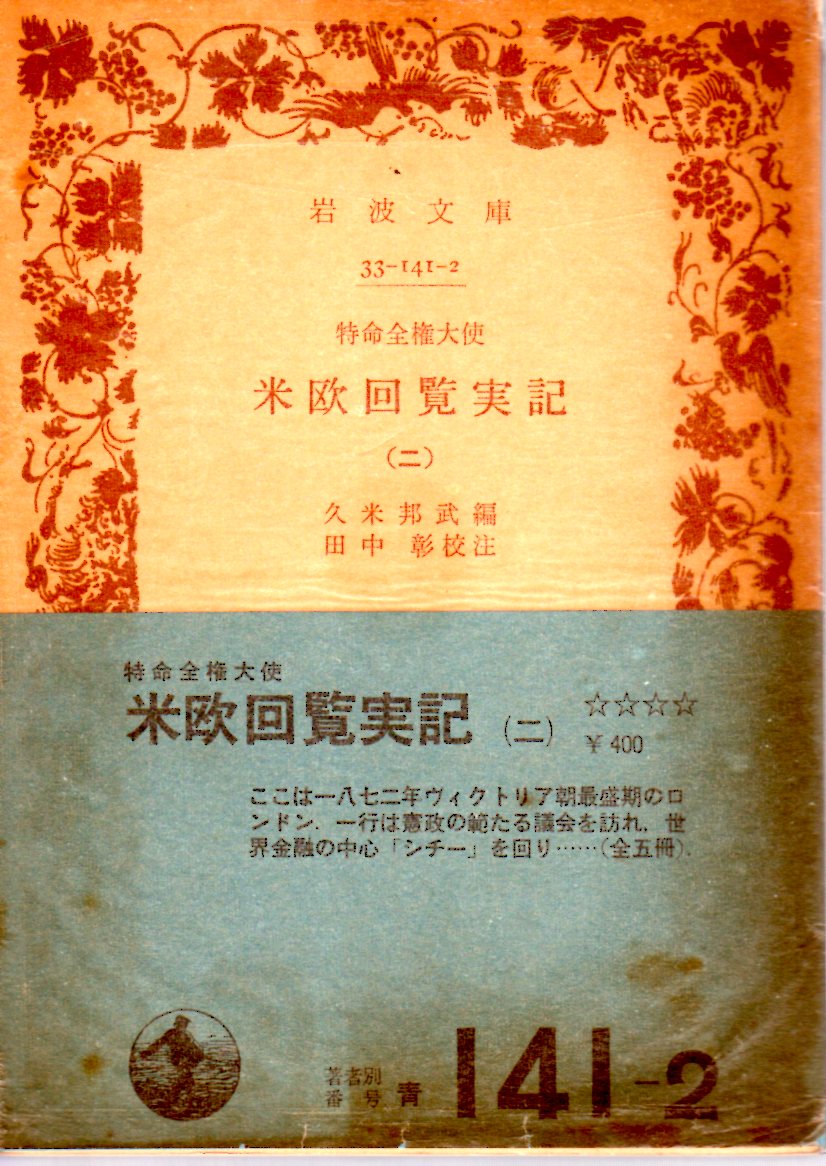 岩波文庫
33-141-2
特命全権大使
米欧回覧実記
(二)
久米邦武編
田中 彰校注
特命全権大使
米欧回覧実記 (二)
☆☆☆☆
¥400
ここは一八七二年ヴィクトリア朝最盛期のロ
ンドン．一行は憲政の範たる議会を訪れ，世
界金融の中心「シチー」を回り……(全五冊)．
著者別
番号 青 141-2